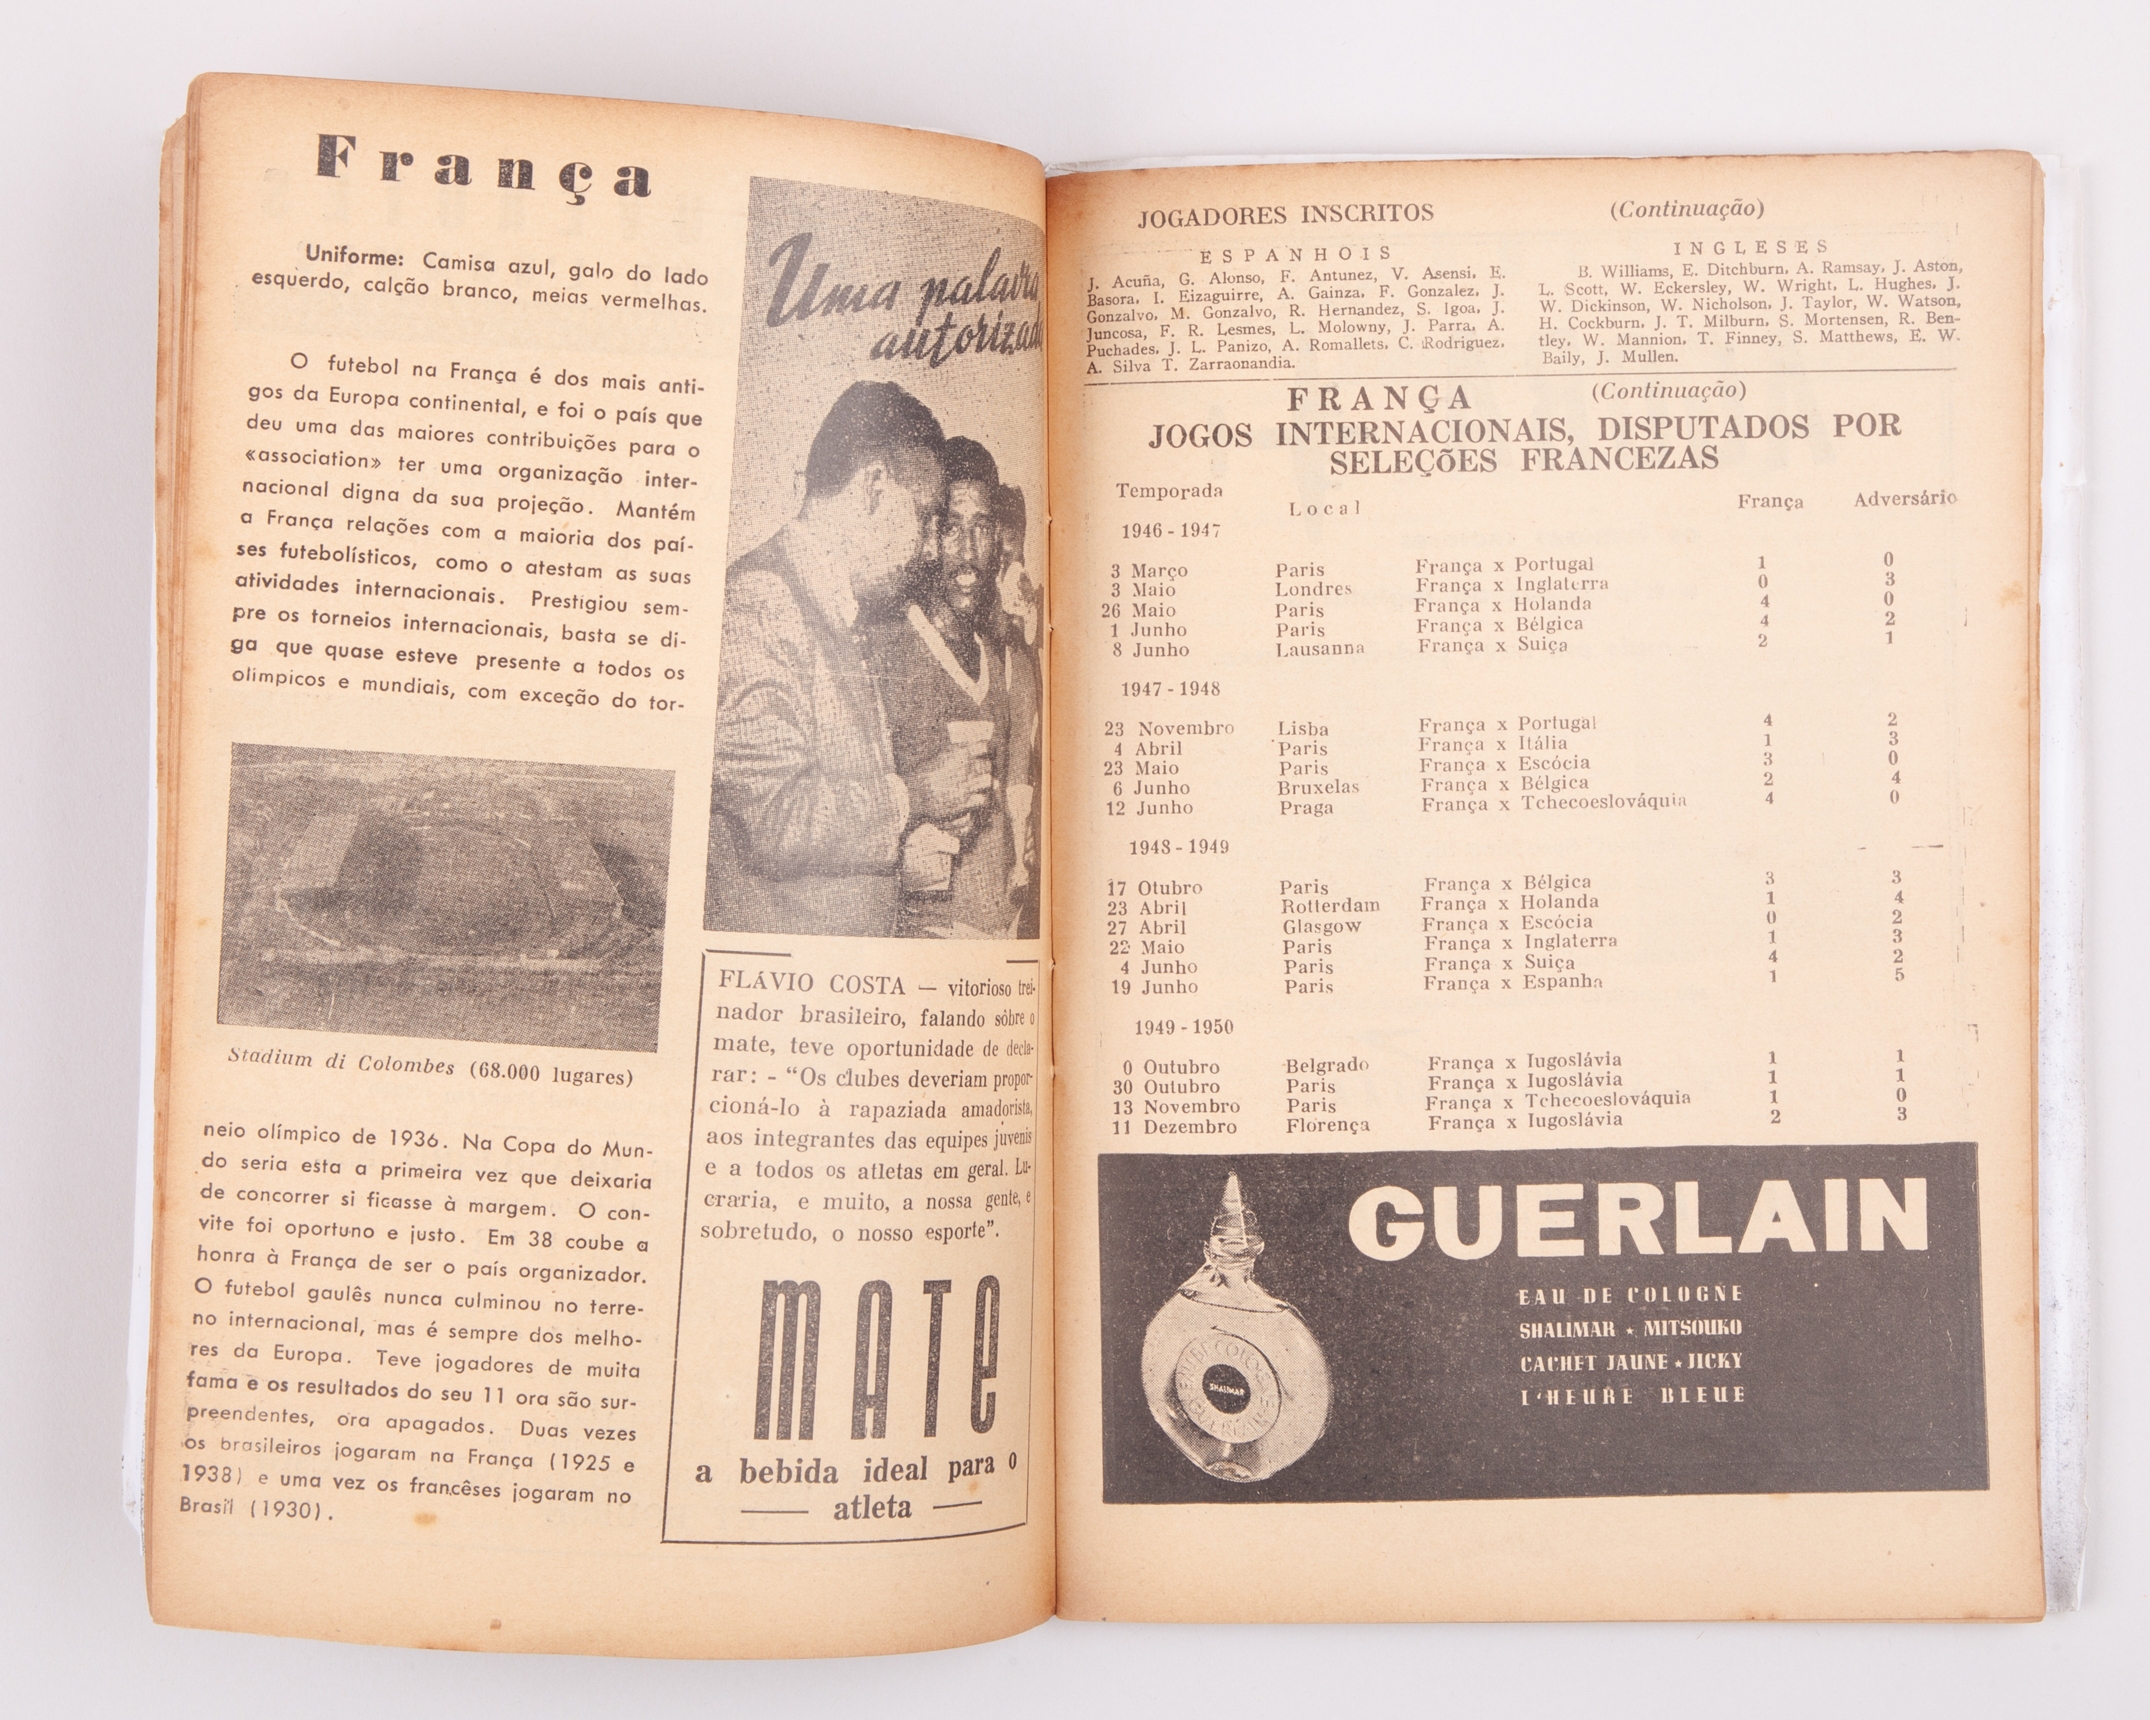 França
Uniforme: Camisa azul, galo do lado
esquerdo, calção branco, meias vermelhas.
O futebol na França é dos mais anti-
gos da Europa continental, e foi o país que
deu uma das maiores contribuições para o
«association» ter uma organização inter-
nacional digna da sua projeção. Mantém
a França relações com a maioria dos paí-
ses futebolísticos, como o atestam as suas
atividades internacionais. Prestigiou sem-
pre os torneios internacionais, basta se di-
ga que quase esteve presente a todos os
olímpicos e mundiais, com exceção do tor-
Stadium di Colombes (68.000 lugares)
neio olímpico de 1936. Na Copa do Mun-
do seria esta a primeira vez que deixaria
de concorrer si ficasse à margem. O con-
vite foi oportuno e justo. Em 38 coube a
honra à França de ser o país organizador.
O futebol gaulês nunca culminou no terre-
no internacional, mas é sempre dos melho-
res da Europa. Teve jogadores de muita
fama e os resultados do seu 11 ora são sur-
preendentes, ora apagados. Duas vezes
os brasileiros jogaram na França (1925 e
1938) e uma vez os francêses jogaram no
Brasil (1930).
Uma palavra
autorizada
FLÁVIO COSTA — vitorioso trei-
nador brasileiro, falando sôbre o
mate, teve oportunidade de decla-
rar: - “Os clubes deveriam propor-
cioná-lo à rapaziada amadorista,
aos integrantes das equipes juvenis
e a todos os atletas em geral. Lu-
craria, e muito, a nossa gente, e
sobretudo, o nosso esporte”.
mATe
a bebida ideal para o
— atleta —
JOGADORES INSCRITOS (Continuação)
ESPANHOIS
J. Acuña, G. Alonso, F. Antunez, V. Asensi, E.
Basora, I. Eizaguirre, A. Gainza, F. Gonzalez, J.
Gonzalvo, M. Gonzalvo, R. Hernandez, S. Igoa, J.
Juncosa, F. R. Lesmes, L. Molowny, J. Parra, A.
Puchades, J. L. Panizo, A. Romallets, C. Rodriguez,
A. Silva T. Zarraonandia.
INGLESES
B. Williams, E. Ditchburn, A. Ramsay, J. Aston,
L. Scott, W. Eckersley, W. Wright, L. Hughes, J.
W. Dickinson, W. Nicholson, J. Taylor, W. Watson,
H. Cockburn, J. T. Milburn, S. Mortensen, R. Ben-
tley, W. Mannion, T. Finney, S. Matthews, E. W.
Baily, J. Mullen.
FRANÇA (Continuação)
JOGOS INTERNACIONAIS, DISPUTADOS POR
SELEÇõES FRANCEZAS
Temporada Local França Adversário
1946 - 1947
3 Março Paris França x Portugal 1 0
3 Maio Londres França x Inglaterra 0 3
26 Maio Paris França x Holanda 4 0
1 Junho Paris França x Bélgica 4 2
8 Junho Lausanna França x Suiça 2 1
1947 - 1948
23 Novembro Lisba França x Portugal 4 2
4 Abril Paris França x Itália 1 3
23 Maio Paris França x Escócia 3 0
6 Junho Bruxelas França x Bélgica 2 4
12 Junho Praga França x Tchecoeslováquia 4 0
1948 - 1949
17 Otubro Paris França x Bélgica 3 3
23 Abril Rotterdam França x Holanda 1 4
27 Abril Glasgow França x Escócia 0 2
22 Maio Paris França x Inglaterra 1 3
4 Junho Paris França x Suiça 4 2
19 Junho Paris França x Espanha 1 5
1949 - 1950
0 Outubro Belgrado França x Iugoslávia 1 1
30 Outubro Paris França x Iugoslávia 1 1
13 Novembro Paris França x Tchecoeslováquia 1 0
11 Dezembro Florença França x Iugoslávia 2 3
GUERLAIN
EAU DE COLOGNE
SHALIMAR ★ MITSOUKO
CACHET JAUNE ★ JICKY
L'HEURE BLEUE
EAU DE COLOGNE
SHALIMAR
GUERLAIN